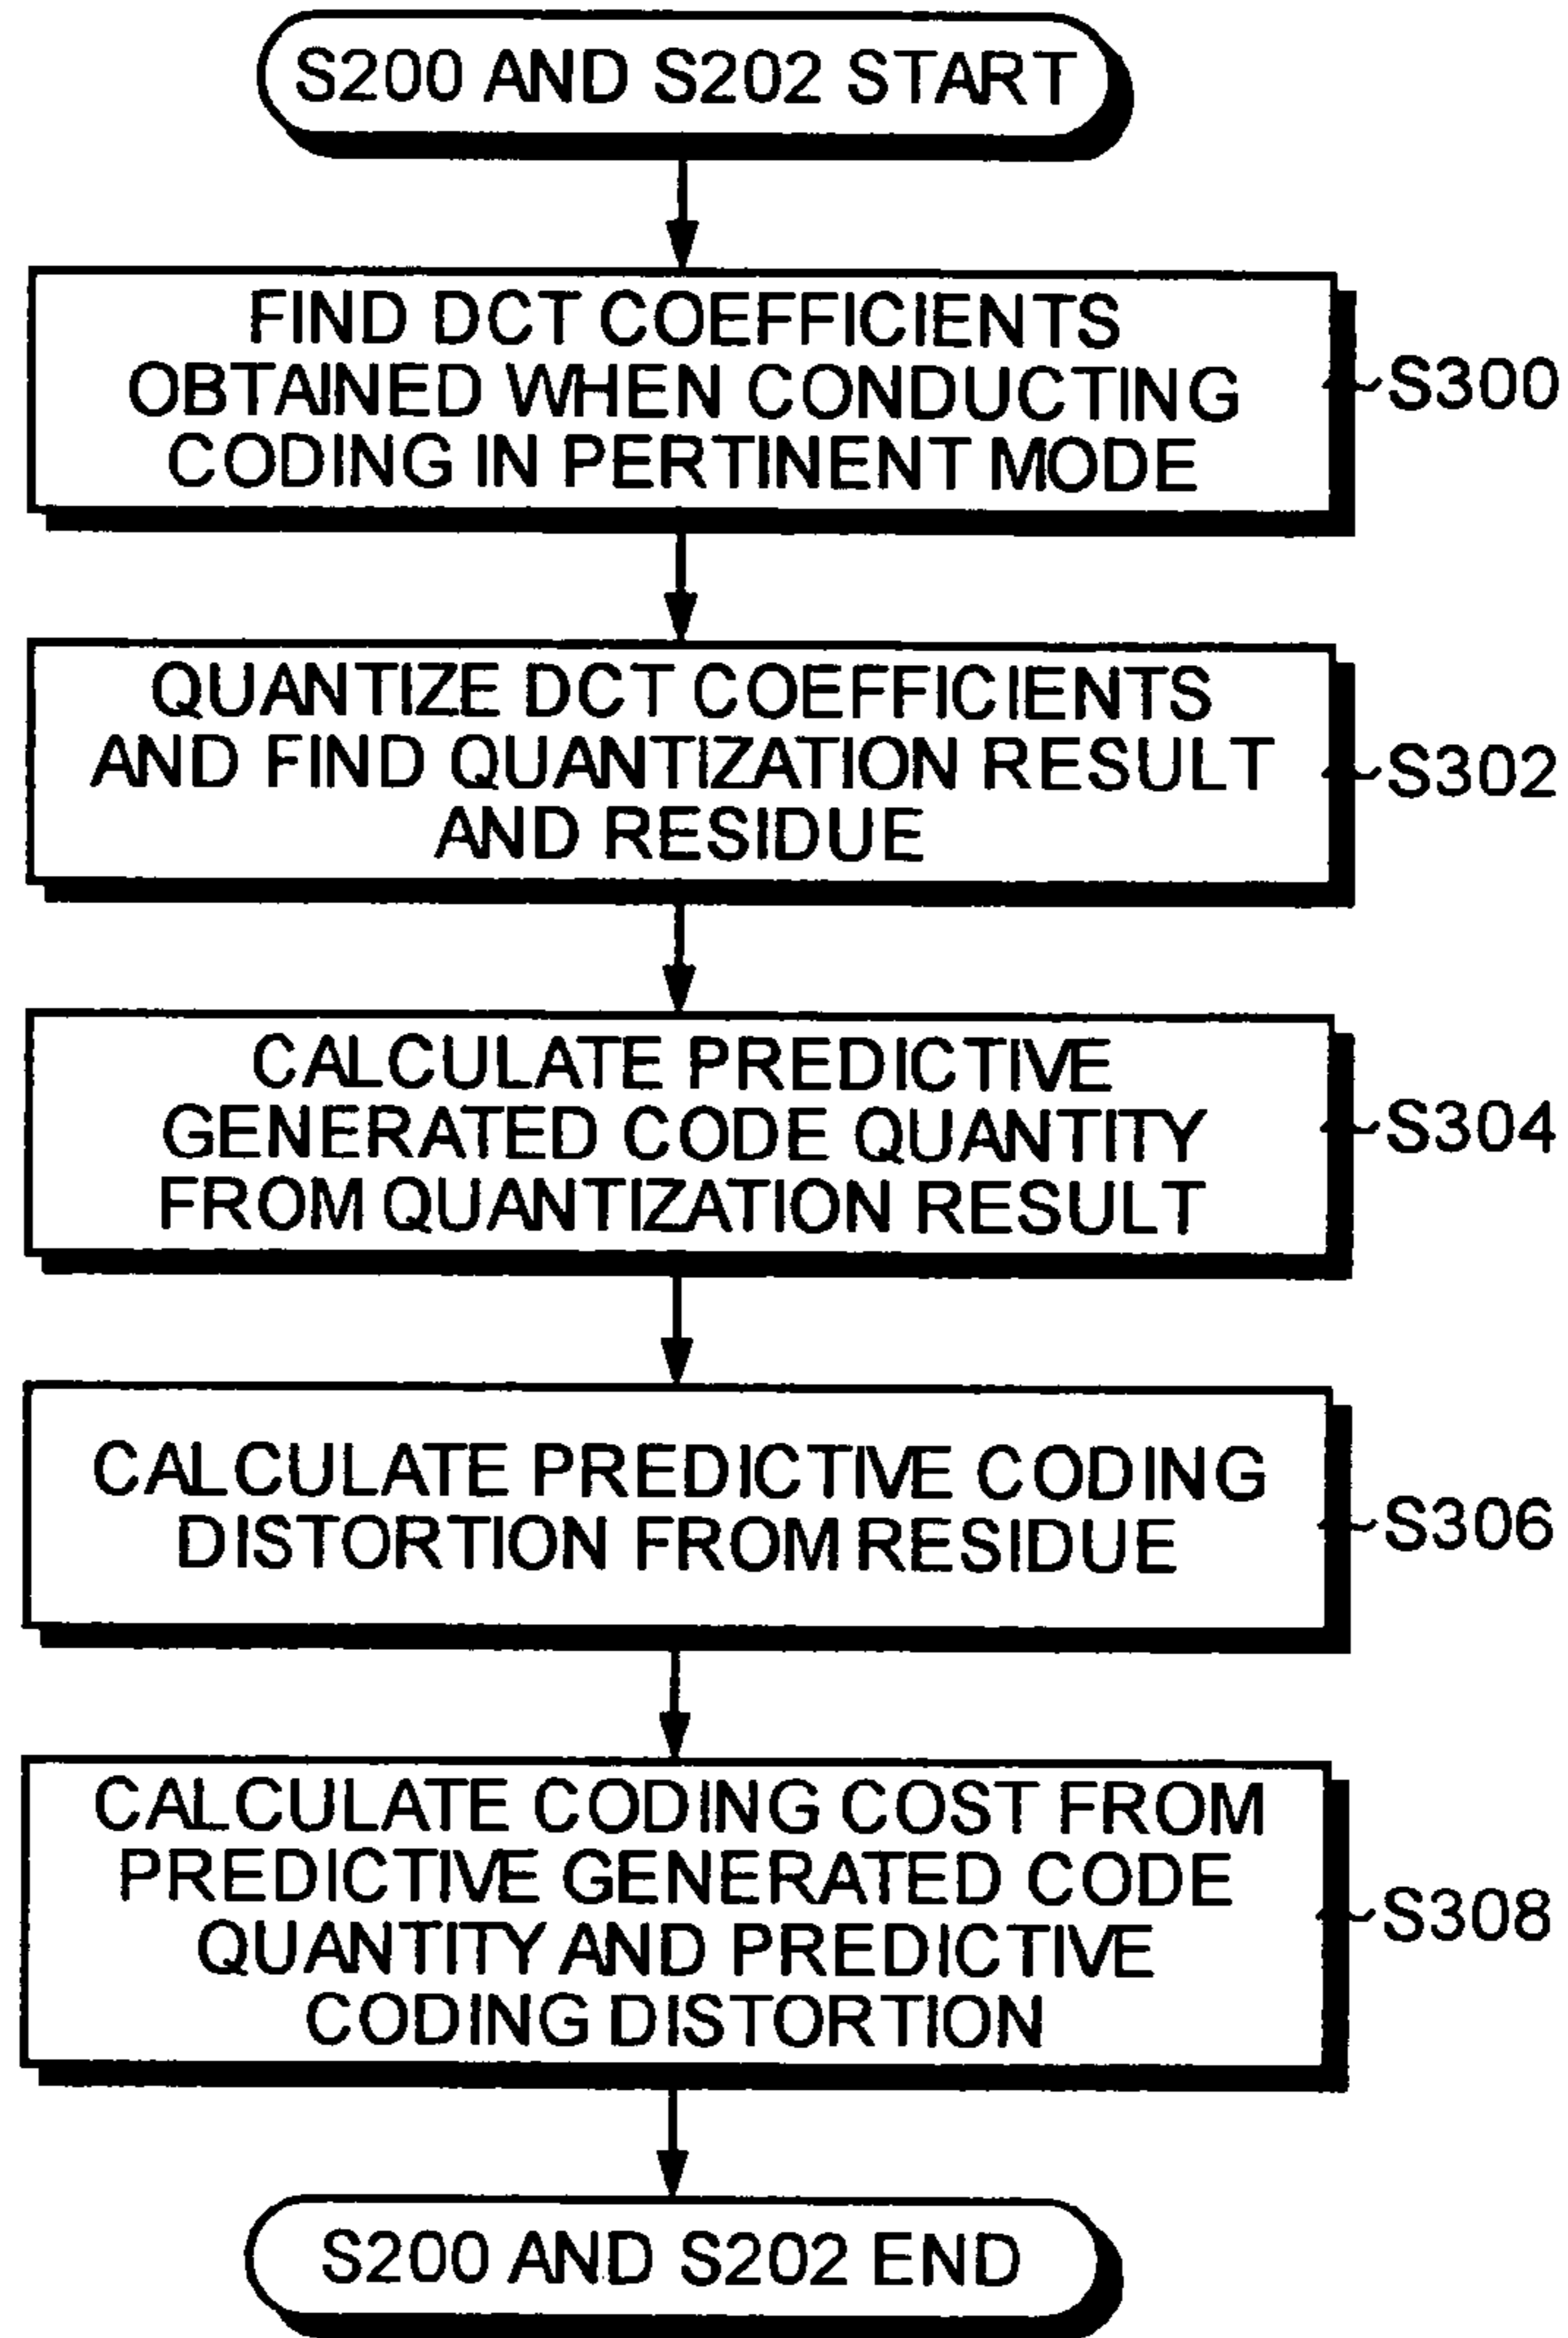 S200 AND S202 START
FIND DCT COEFFICIENTS
OBTAINED WHEN CONDUCTING
CODING IN PERTINENT MODE
S300
QUANTIZE DCT COEFFICIENTS
AND FIND QUANTIZATION RESULT
AND RESIDUE
S302
CALCULATE PREDICTIVE
GENERATED CODE QUANTITY
FROM QUANTIZATION RESULT
S304
CALCULATE PREDICTIVE CODING
DISTORTION FROM RESIDUE
S306
CALCULATE CODING COST FROM
PREDICTIVE GENERATED CODE
QUANTITY AND PREDICTIVE
CODING DISTORTION
S308
S200 AND S202 END